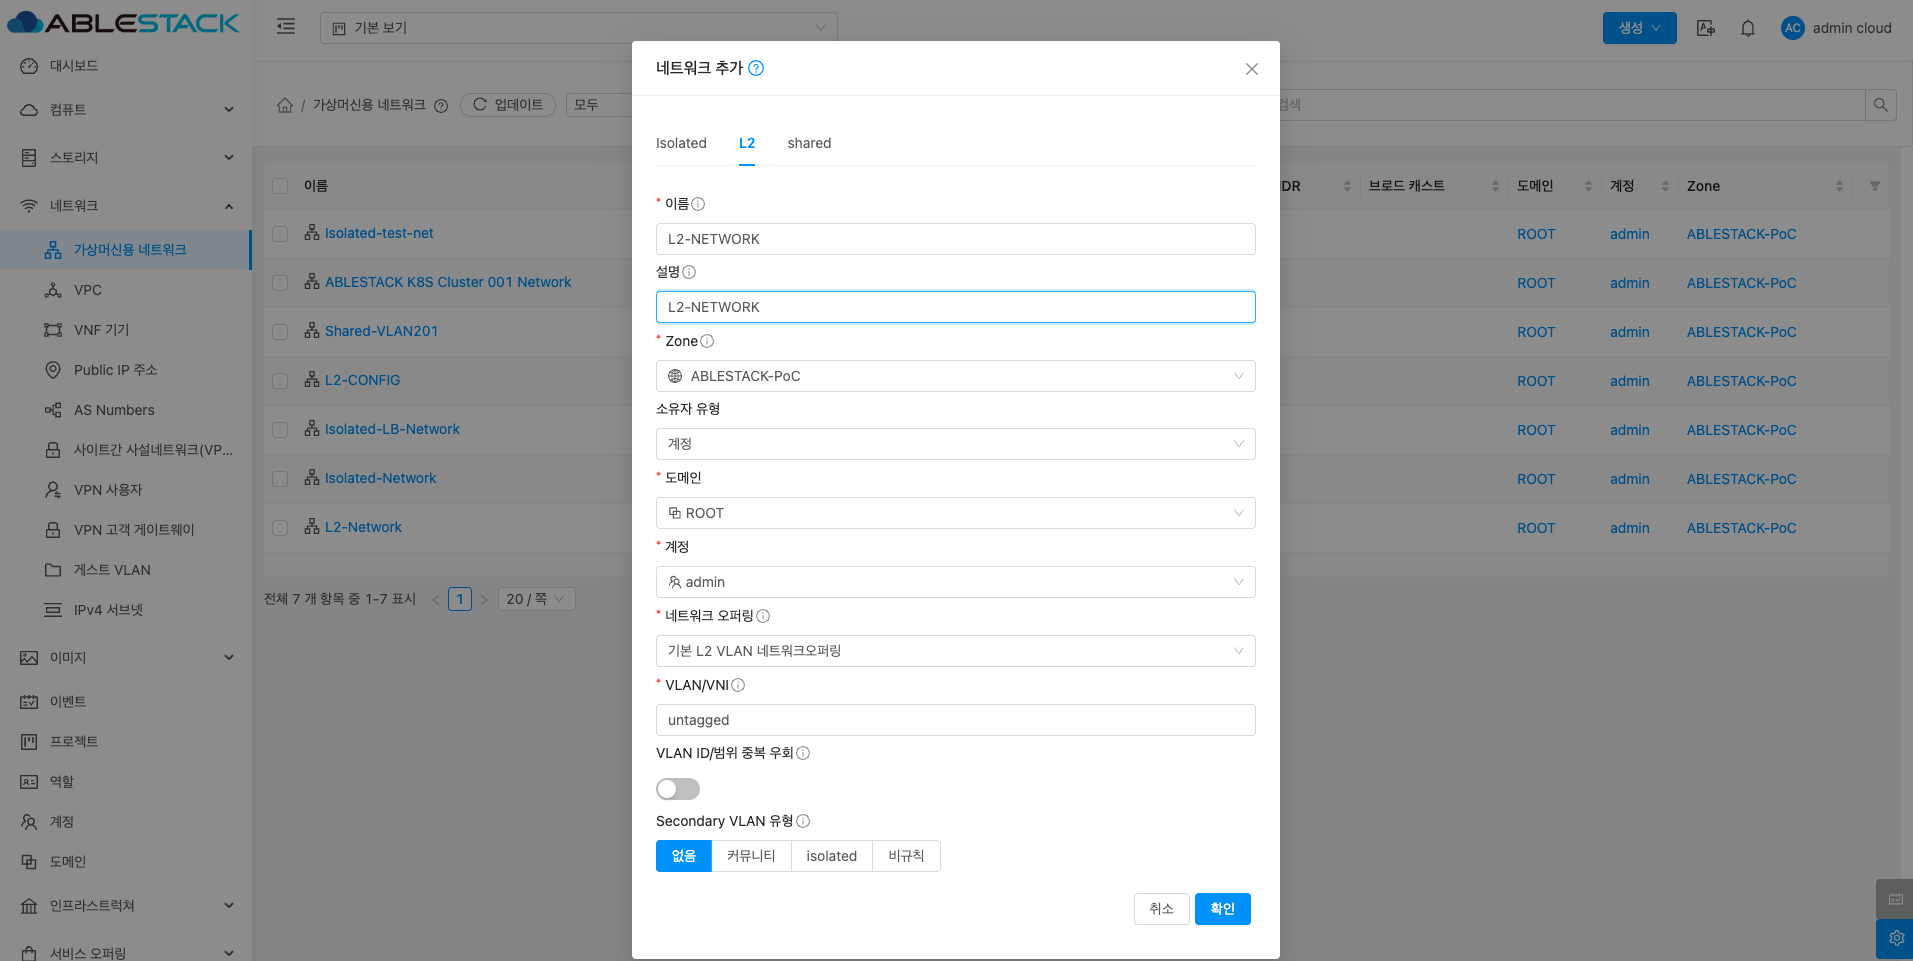 ABLESTACK
기본 보기
생성
AC admin cloud
대시보드
컴퓨트
스토리지
네트워크
가상머신용 네트워크
VPC
VNF 기기
Public IP 주소
AS Numbers
사이트간 사설네트워크(VP...
VPN 사용자
VPN 고객 게이트웨이
게스트 VLAN
IPv4 서브넷
이미지
이벤트
프로젝트
역할
계정
도메인
인프라스트럭쳐
서비스 오퍼링
/ 가상머신용 네트워크
업데이트
모두
검색
이름
DR
브로드 캐스트
도메인
계정
Zone
Isolated-test-net
ROOT
admin
ABLESTACK-PoC
ABLESTACK K8S Cluster 001 Network
ROOT
admin
ABLESTACK-PoC
Shared-VLAN201
ROOT
admin
ABLESTACK-PoC
L2-CONFIG
ROOT
admin
ABLESTACK-PoC
Isolated-LB-Network
ROOT
admin
ABLESTACK-PoC
Isolated-Network
ROOT
admin
ABLESTACK-PoC
L2-Network
ROOT
admin
ABLESTACK-PoC
전체 7 개 항목 중 1-7 표시
1
20 / 쪽
네트워크 추가
Isolated
L2
shared
* 이름
L2-NETWORK
설명
L2-NETWORK
* Zone
ABLESTACK-PoC
소유자 유형
계정
* 도메인
ROOT
* 계정
admin
* 네트워크 오퍼링
기본 L2 VLAN 네트워크오퍼링
* VLAN/VNI
untagged
VLAN ID/범위 중복 우회
Secondary VLAN 유형
없음
커뮤니티
isolated
비규칙
취소
확인